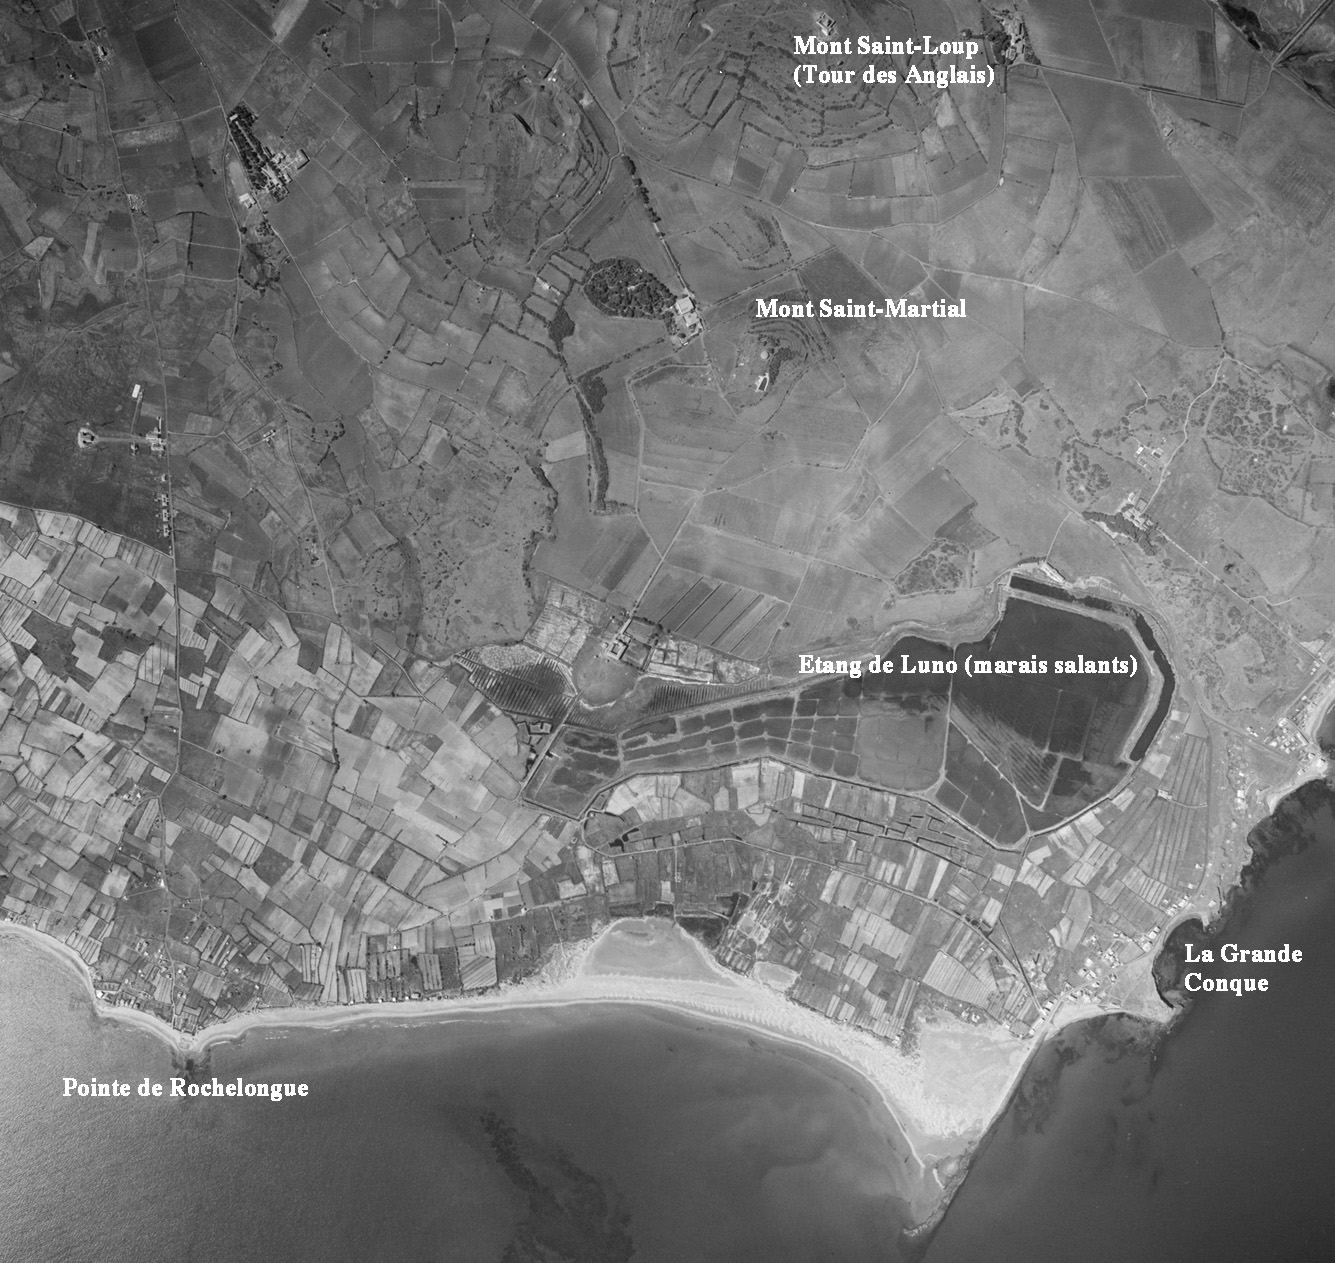 Mont Saint-Loup
(Tour des Anglais)
Mont Saint-Martial
Etang de Luno (marais salants)
La Grande
Conque
Pointe de Rochelongue